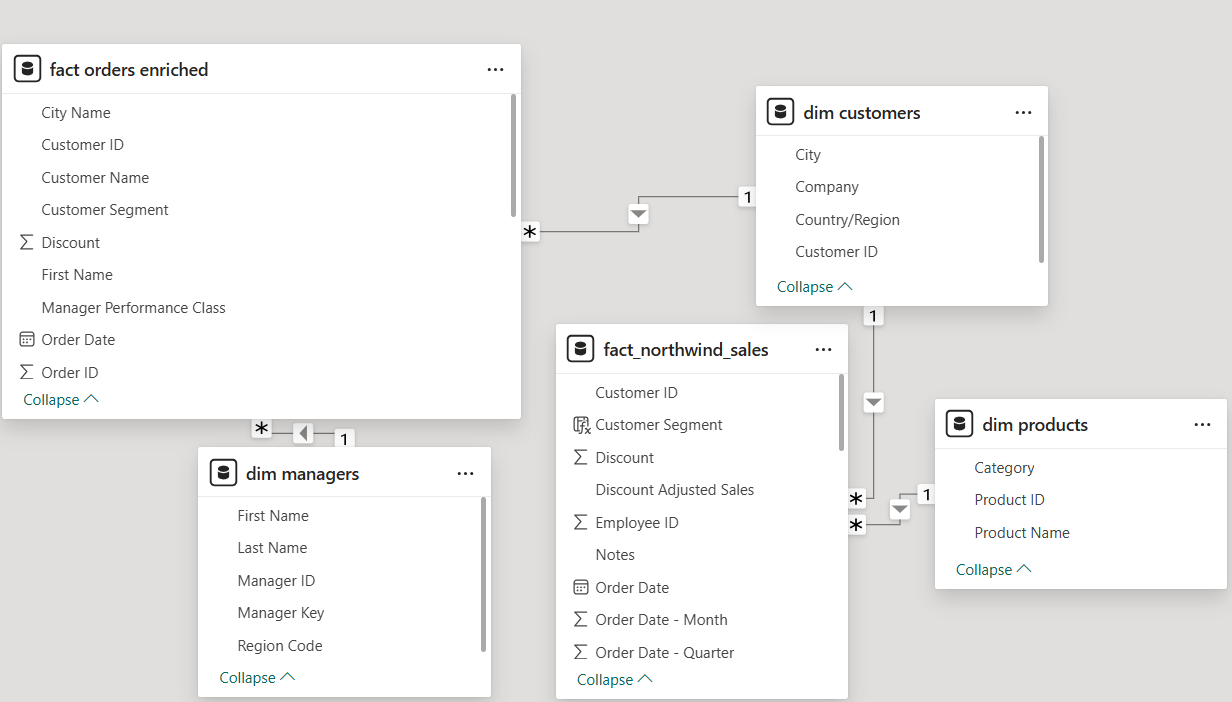 fact orders enriched
City Name
Customer ID
Customer Name
Customer Segment
Discount
First Name
Manager Performance Class
Order Date
Order ID
Collapse
*
1
dim customers
City
Company
Country/Region
Customer ID
Collapse
*
1
dim managers
First Name
Last Name
Manager ID
Manager Key
Region Code
Collapse
1
fact_northwind_sales
Customer ID
Customer Segment
Discount
Discount Adjusted Sales
Employee ID
Notes
Order Date
Order Date - Month
Order Date - Quarter
Collapse
*
*
1
dim products
Category
Product ID
Product Name
Collapse